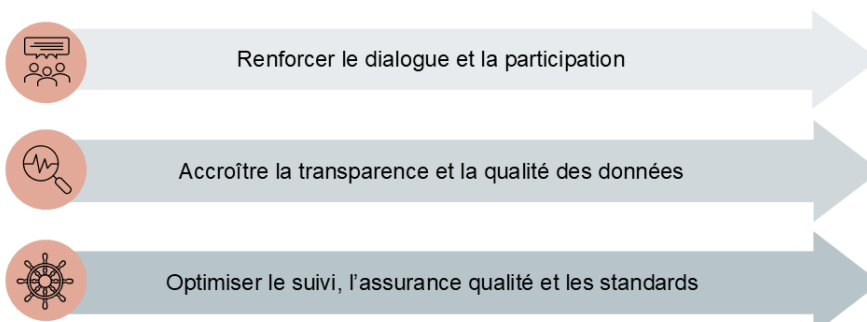 Renforcer le dialogue et la participation
Accroître la transparence et la qualité des données
Optimiser le suivi, l’assurance qualité et les standards